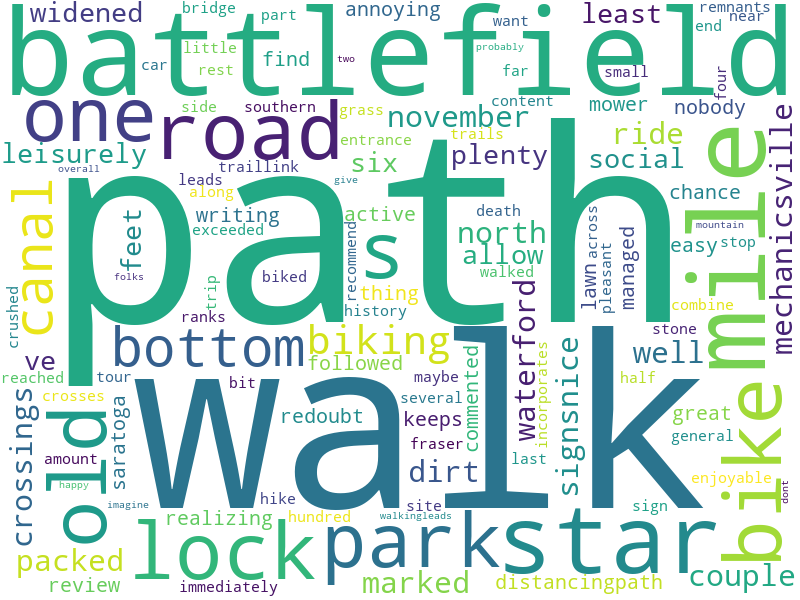 widened bridge part annoying want least remnants
battlefield
little rest car find two probably far small end near
one road side southern grass content mower four nobody
november
leisurely traillink entrance six plenty trails social ride
overall leads along path active death chance
canal feet writing exceeded s north allow easy mountain stop
folks biked recommend walked lawn across pleasant managed mile mechanicsville
crushed trip ranks history thing combine
ve bottom biking waterford stone well
reached tour bit followed maybe commented incorporates half
crosses old walk several keeps signsnice great
crossings saratoga redoubt fraser general bike
amount dirt last enjoyable
happy imagine hike site sign dont
lock realizing hundred park walkingleads star
packed marked distancingpath couple
review immediately give